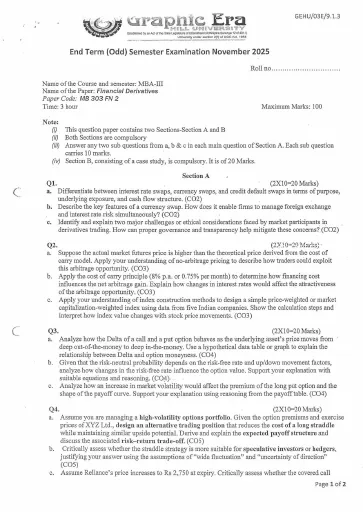 GEHU/03E/9.1.3
Graphic Era
HILL UNIVERSITY
End Term (Odd) Semester Examination November 2025
Roll no..............................
Name of the Course and semester: MBA-III
Name of the Paper: Financial Derivatives
Paper Code: MB 303 FN 2
Time: 3 hour Maximum Marks: 100
Note:
(i) This question paper contains two Sections-Section A and B
(ii) Both Sections are compulsory
(iii) Answer any two sub questions from a, b & c in each main question of Section A. Each sub question
carries 10 marks.
(iv) Section B, consisting of a case study, is compulsory. It is of 20 Marks.
Section A
Q1. (2X10=20 Marks)
a. Differentiate between interest rate swaps, currency swaps, and credit default swaps in terms of purpose,
underlying exposure, and cash flow structure. (CO2)
b. Describe the key features of a currency swap. How does it enable firms to manage foreign exchange
and interest rate risk simultaneously? (CO2)
c. Identify and explain two major challenges or ethical considerations faced by market participants in
derivatives trading. How can proper governance and transparency help mitigate these concerns? (CO2)
Q2. (2X10=20 Marks)
a. Suppose the actual market futures price is higher than the theoretical price derived from the cost of
carry model. Apply your understanding of no-arbitrage pricing to describe how traders could exploit
this arbitrage opportunity. (CO3)
b. Apply the cost of carry principle (8% p.a. or 0.75% per month) to determine how financing cost
influences the net arbitrage gain. Explain how changes in interest rates would affect the attractiveness
of the arbitrage opportunity. (CO3)
c. Apply your understanding of index construction methods to design a simple price-weighted or market
capitalization-weighted index using data from five Indian companies. Show the calculation steps and
interpret how index value changes with stock price movements. (CO3)
Q3. (2X10=20 Marks)
a. Analyze how the Delta of a call and a put option behaves as the underlying asset's price moves from
deep out-of-the-money to deep in-the-money. Use a hypothetical data table or graph to explain the
relationship between Delta and option moneyness. (CO4)
b. Given that the risk-neutral probability depends on the risk-free rate and up/down movement factors,
analyze how changes in the risk-free rate influence the option value. Support your explanation with
suitable equations and reasoning. (CO4)
c. Analyze how an increase in market volatility would affect the premium of the long put option and the
shape of the payoff curve. Support your explanation using reasoning from the payoff table. (CO4)
Q4. (2X10=20 Marks)
a. Assume you are managing a high-volatility options portfolio. Given the option premiums and exercise
prices of XYZ Ltd., design an alternative trading position that reduces the cost of a long straddle
while maintaining similar upside potential. Derive and explain the expected payoff structure and
discuss the associated risk-return trade-off. (CO5)
b. Critically assess whether the straddle strategy is more suitable for speculative investors or hedgers,
justifying your answer using the assumptions of "wide fluctuation" and "uncertainty of direction"
(CO5)
c. Assume Reliance's price increases to Rs 2,750 at expiry. Critically assess whether the covered call
Page 1 of 2